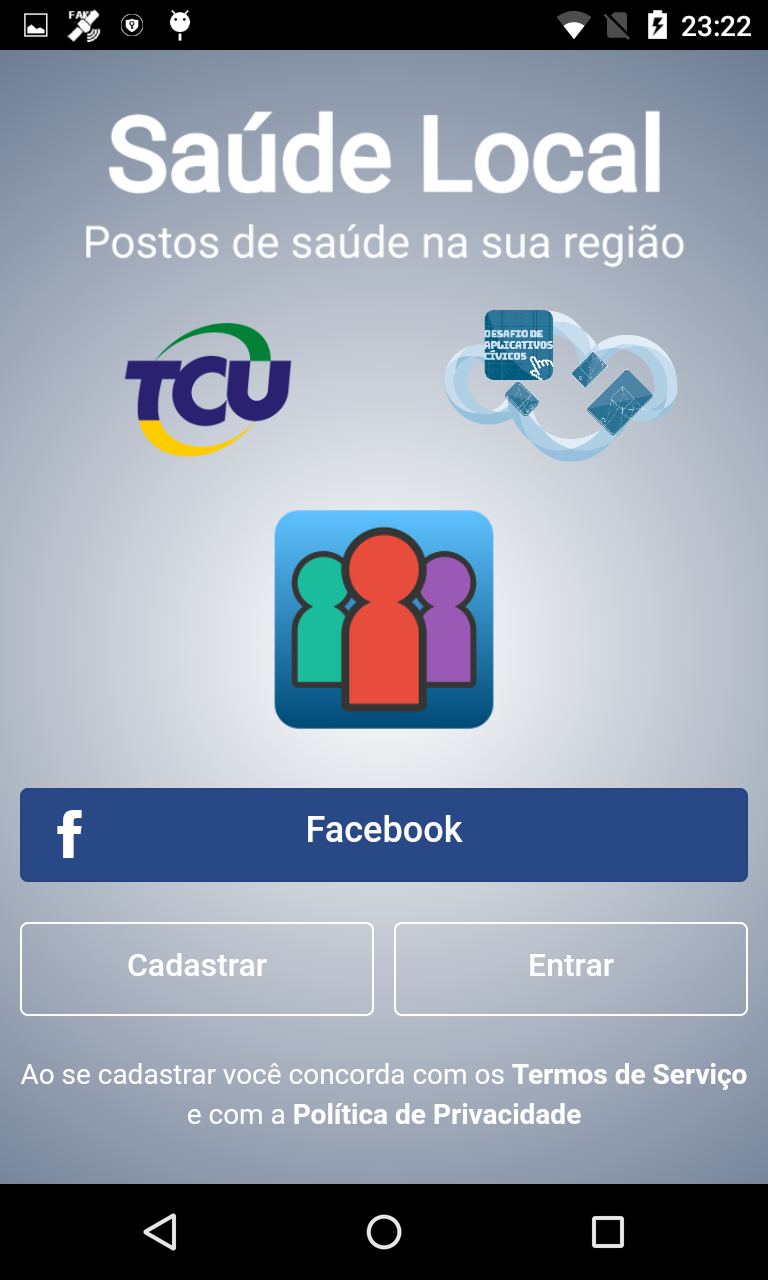 FAKE
23:22
Saúde Local
Postos de saúde na sua região
TCU
DESAFIO DE
APLICATIVOS
CÍVICOS
Facebook
Cadastrar
Entrar
Ao se cadastrar você concorda com os Termos de Serviço
e com a Política de Privacidade